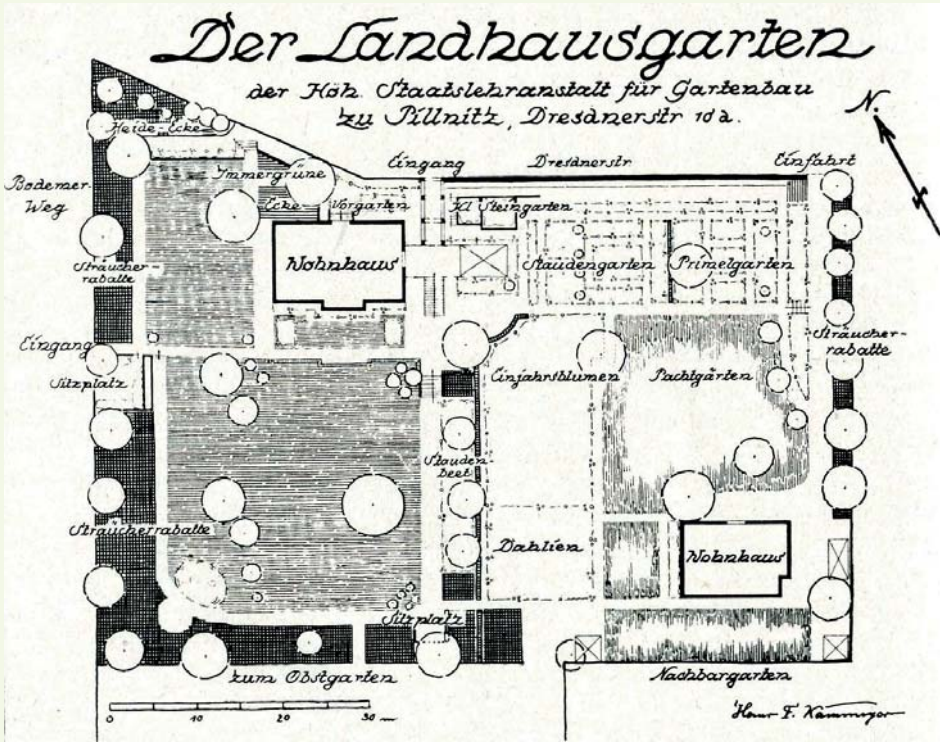 Der Landhausgarten
der Höh. Staatslehranstalt für Gartenbau
zu Pillnitz, Dresdnerstr 10 a.
N.
Heide-Ecke
Immergrüne
Ecke
Vorgarten
Eingang
Dresdnerstr
Einfahrt
Bodemer-
Weg
Kl Steingarten
Wohnhaus
Staudengarten
Primelgarten
Sträucher-
rabatte
Eingang
Sitzplatz
Einjahrsblumen
Pachtgärten
Sträucher-
rabatte
Stauden-
beet
Sträucherrabatte
Dahlien
Wohnhaus
Sitzplatz
zum Obstgarten
Nachbargarten
0 10 20 30 m
F. Kammeyer